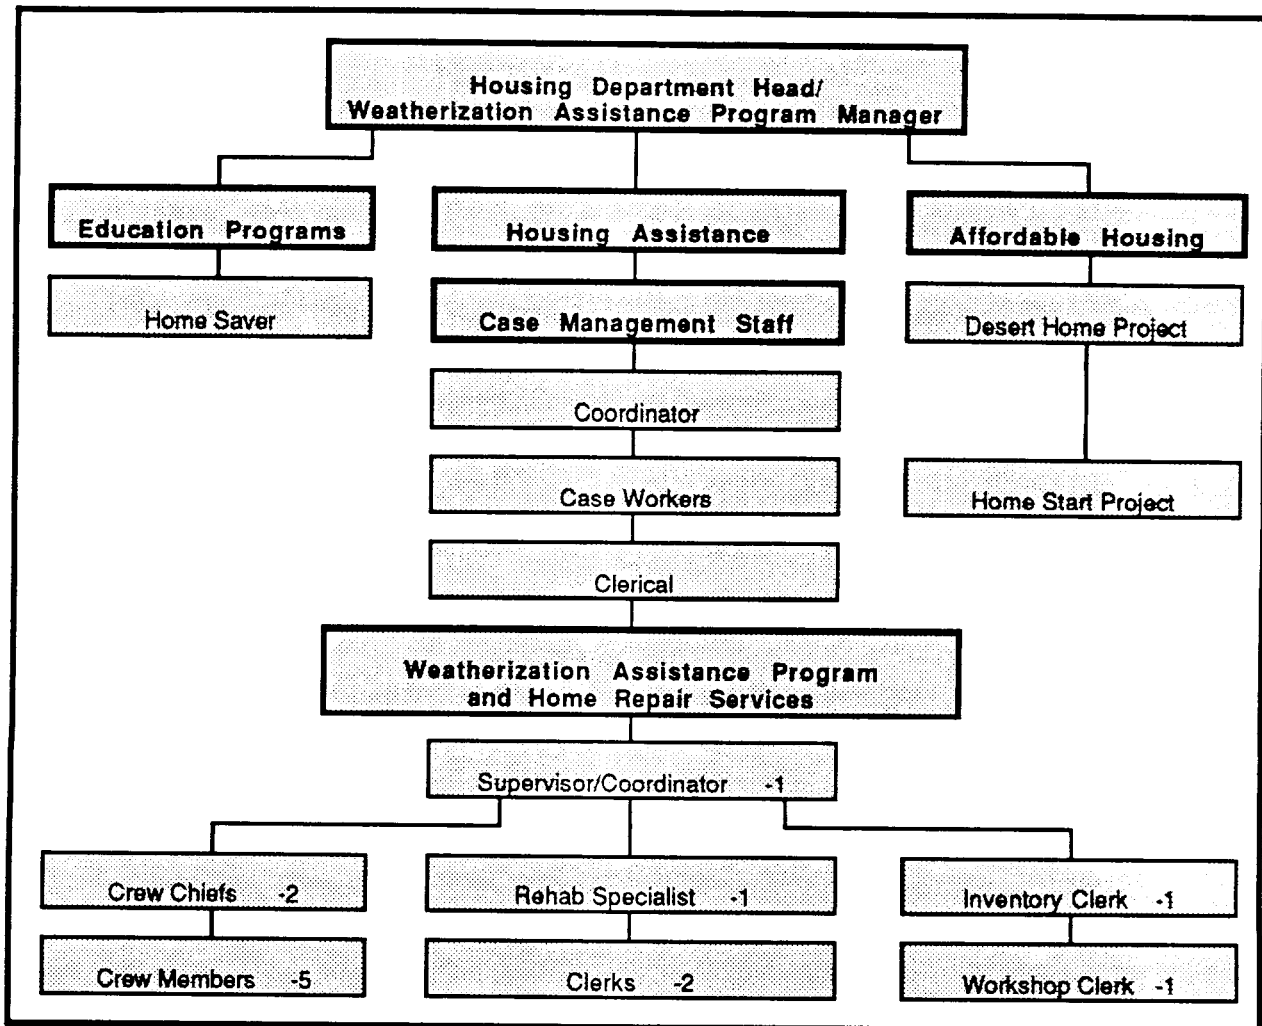 Housing Department Head/
Weatherization Assistance Program Manager
Education Programs
Housing Assistance
Affordable Housing
Home Saver
Case Management Staff
Desert Home Project
Coordinator
Case Workers
Home Start Project
Clerical
Weatherization Assistance Program
and Home Repair Services
Supervisor/Coordinator -1
Crew Chiefs -2
Rehab Specialist -1
Inventory Clerk -1
Crew Members -5
Clerks -2
Workshop Clerk -1